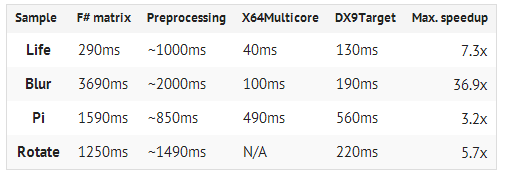 Sample F# matrix Preprocessing X64Multicore DX9Target Max. speedup
Life 290ms ~1000ms 40ms 130ms 7.3x
Blur 3690ms ~2000ms 100ms 190ms 36.9x
Pi 1590ms ~850ms 490ms 560ms 3.2x
Rotate 1250ms ~1490ms N/A 220ms 5.7x